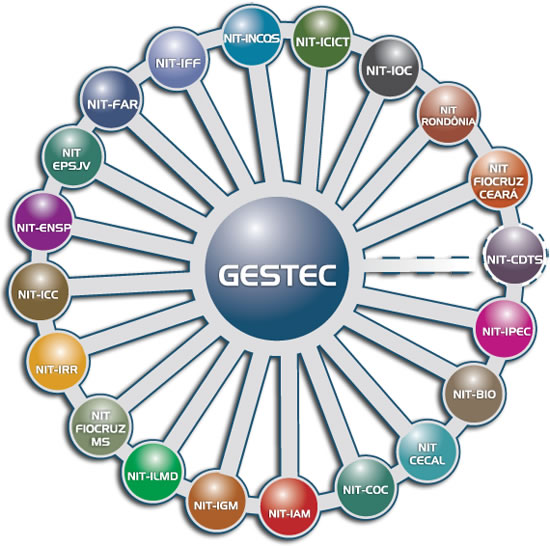 NIT-INCQS
NIT-ICICT
NIT-IOC
NIT
RONDÔNIA
NIT
FIOCRUZ
CEARÁ
NIT-CDTS
NIT-IPEC
NIT-BIO
NIT
CECAL
NIT-COC
NIT-IAM
NIT-IGM
NIT-ILMD
NIT
FIOCRUZ
MS
NIT-IRR
NIT-ICC
NIT-ENSP
NIT
EPSJV
NIT-FAR
NIT-IFF
GESTEC